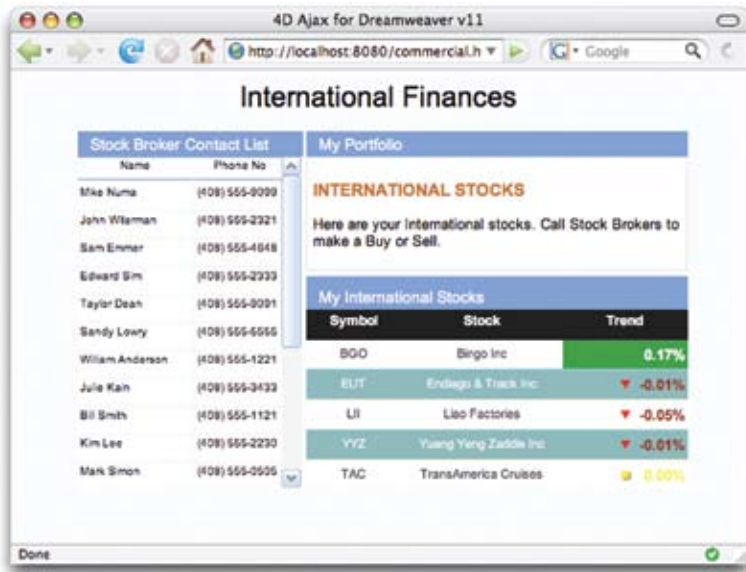 4D Ajax for Dreamweaver v11
http://localhost:8080/commercial.h
Google
International Finances
Stock Broker Contact List
Name Phone No
Mike Numa (408) 555-9099
John Witerman (408) 555-2321
Sam Emmer (408) 555-4648
Edward Sim (408) 555-2333
Taylor Dean (408) 555-9091
Sandy Lowry (408) 555-5555
William Anderson (408) 555-1221
Julie Kain (408) 555-3433
Bill Smith (408) 555-1121
Kim Lee (408) 555-2230
Mark Simon (408) 555-0505
My Portfolio
INTERNATIONAL STOCKS
Here are your International stocks. Call Stock Brokers to
make a Buy or Sell.
My International Stocks
Symbol Stock Trend
BGO Bingo Inc 0.17%
EUT Endiago & Track Inc -0.01%
LII Liao Factories -0.05%
YYZ Yuang Yeng Zaddle Inc -0.01%
TAC TransAmerica Cruises 0.00%
Done